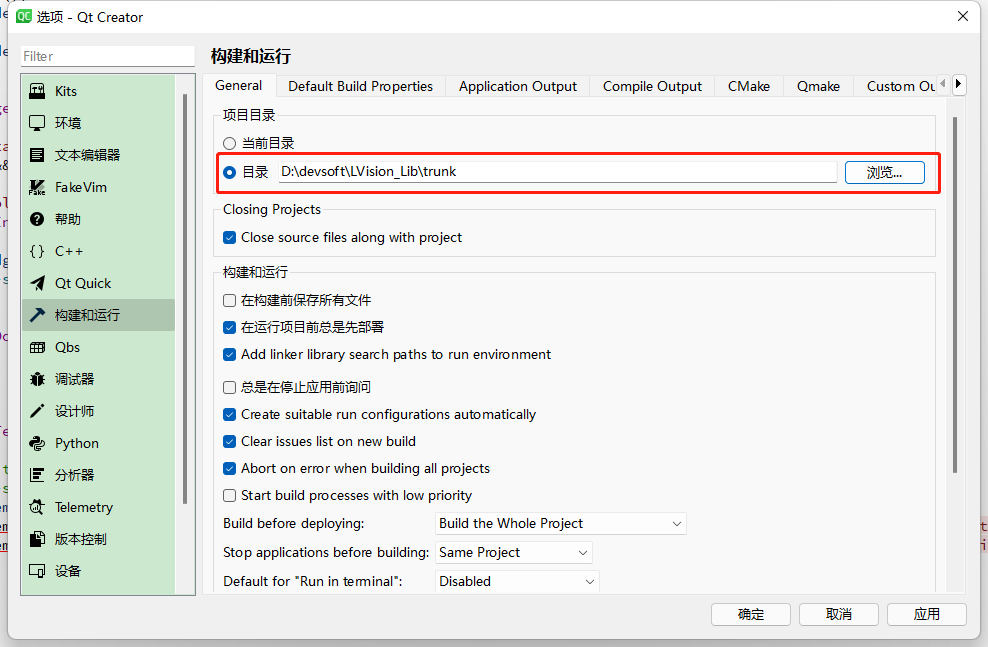 选项 - Qt Creator
Filter
Kits
环境
文本编辑器
FakeVim
帮助
C++
Qt Quick
构建和运行
Qbs
调试器
设计师
Python
分析器
Telemetry
版本控制
设备
构建和运行
General Default Build Properties Application Output Compile Output CMake Qmake Custom Ou
项目目录
当前目录
目录 D:\devsoft\LVision_Lib\trunk 浏览...
Closing Projects
Close source files along with project
构建和运行
在构建前保存所有文件
在运行项目前总是先部署
Add linker library search paths to run environment
总是在停止应用前询问
Create suitable run configurations automatically
Clear issues list on new build
Abort on error when building all projects
Start build processes with low priority
Build before deploying: Build the Whole Project
Stop applications before building: Same Project
Default for "Run in terminal": Disabled
确定 取消 应用